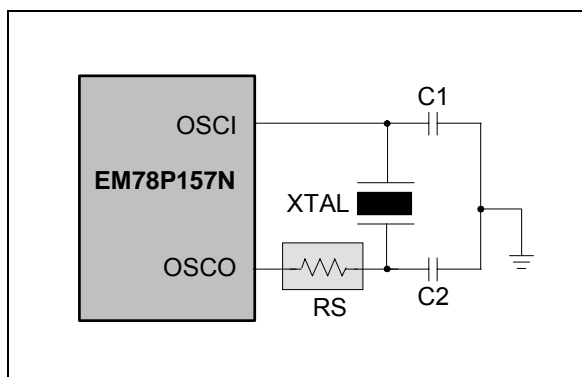 OSCI
C1
EM78P157N
XTAL
OSCO
RS
C2